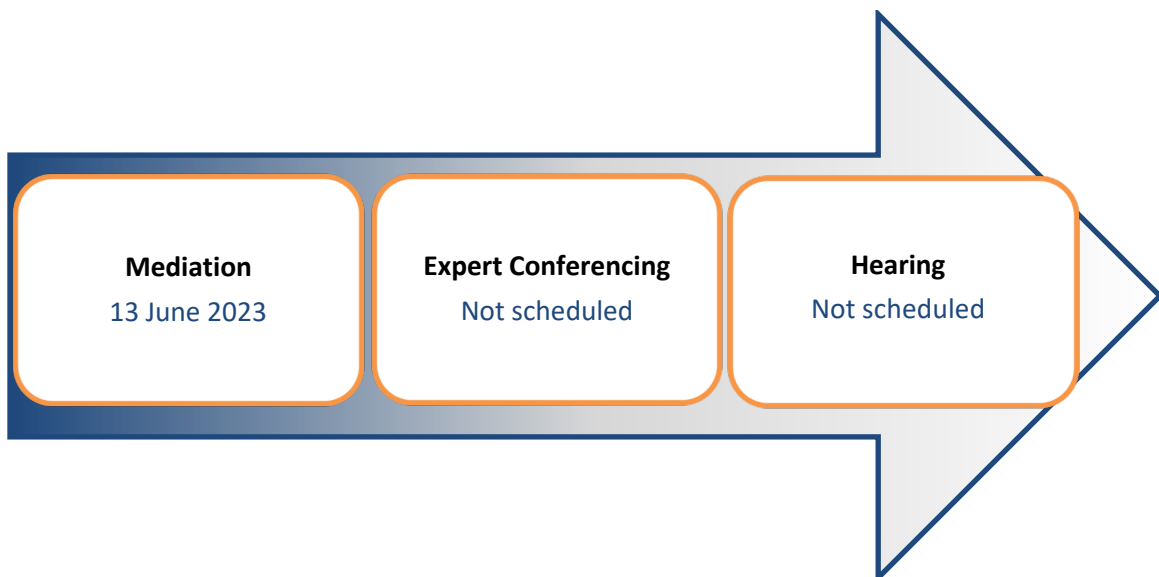 Mediation
13 June 2023
Expert Conferencing
Not scheduled
Hearing
Not scheduled